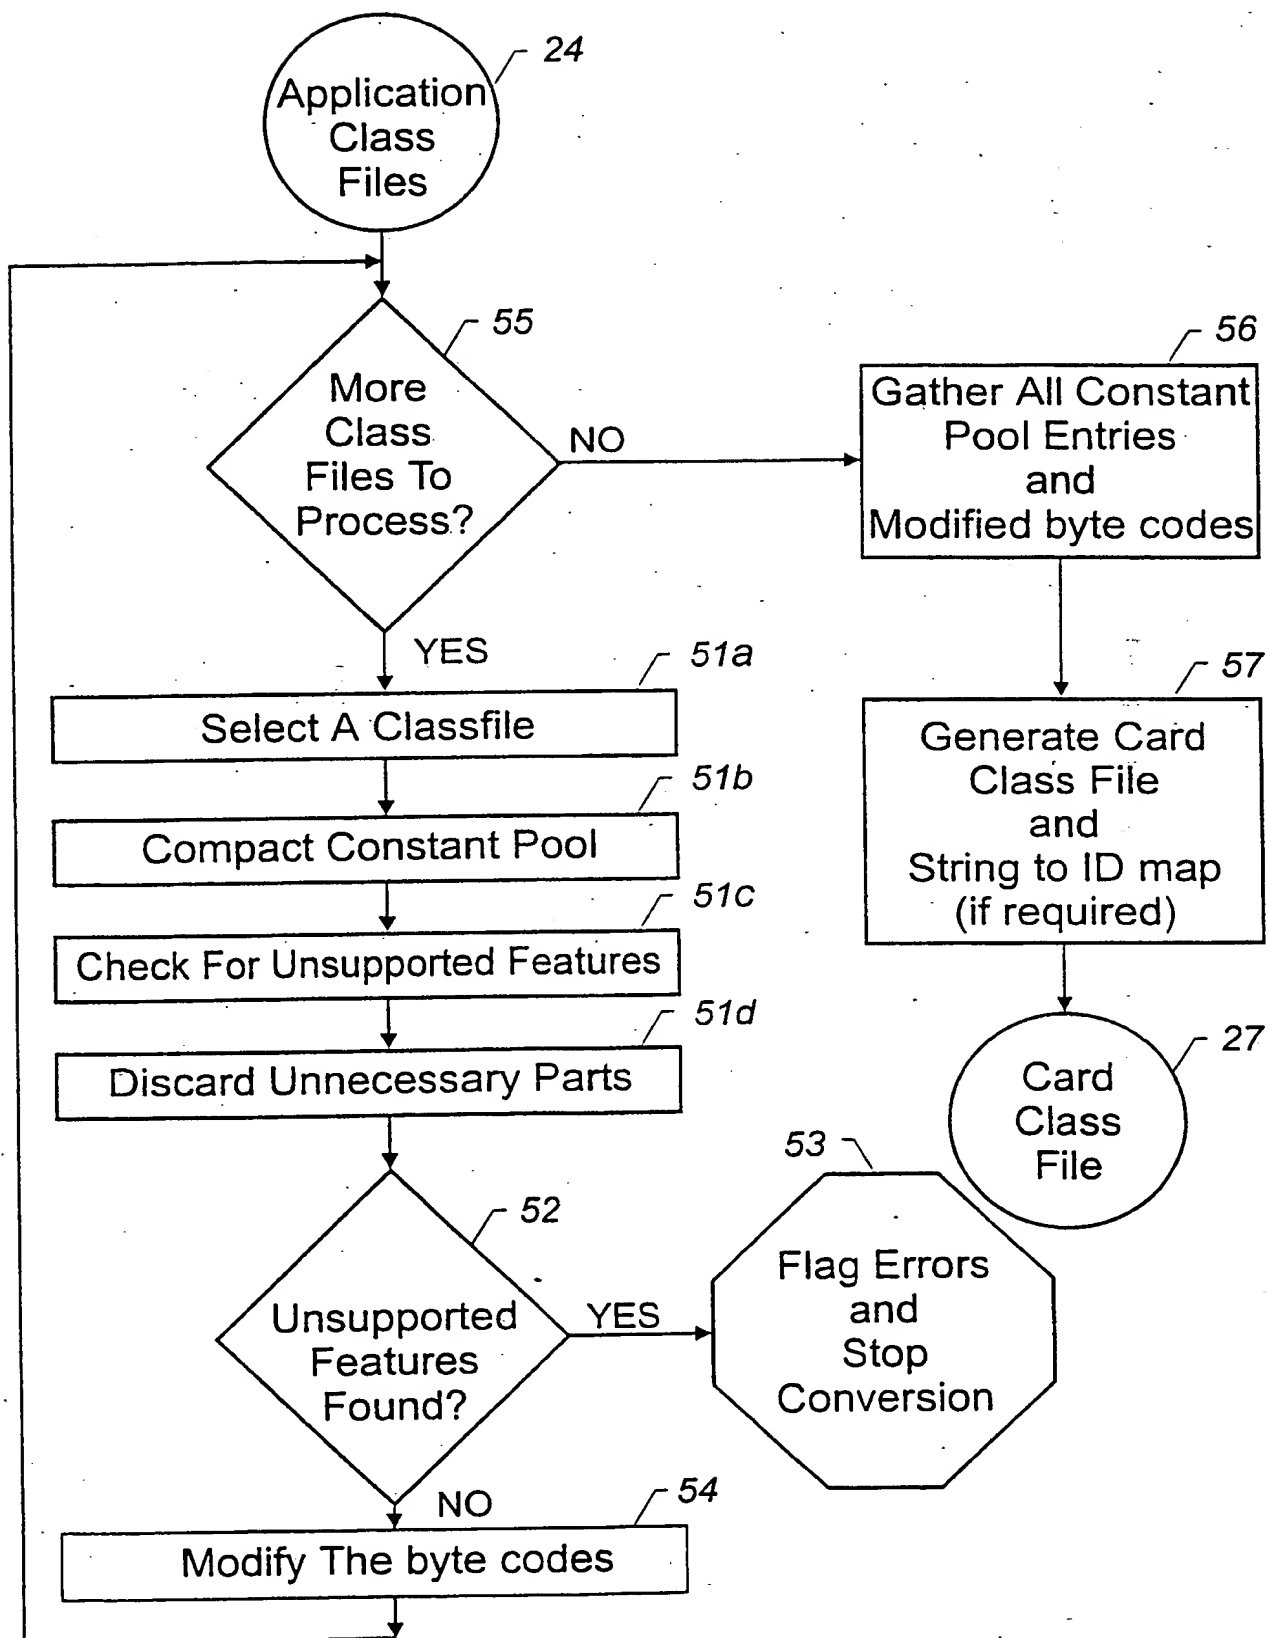 24
Application
Class
Files
55
More
Class
Files To
Process?
NO
YES
56
Gather All Constant
Pool Entries
and
Modified byte codes
51a
Select A Classfile
57
Generate Card
Class File
and
String to ID map
(if required)
51b
Compact Constant Pool
51c
Check For Unsupported Features
51d
Discard Unnecessary Parts
27
Card
Class
File
52
Unsupported
Features
Found?
YES
53
Flag Errors
and
Stop
Conversion
NO
54
Modify The byte codes